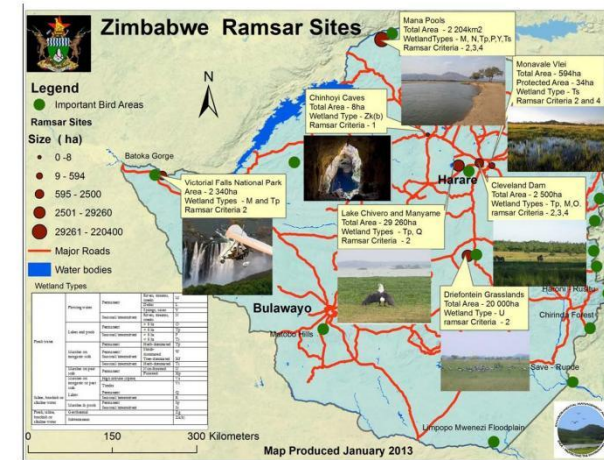 Zimbabwe Ramsar Sites
Mana Pools
Total Area - 2 204km2
WetlandTypes - M, N,Tp,P,Y,Ts
Ramsar Criteria - 2,3,4
Legend
Important Bird Areas
Ramsar Sites
Size (ha)
0 -8
9 - 594
595 - 2500
2501 - 29260
29261 - 220400
Major Roads
Water bodies
N
Monavale Vlei
Total Area - 594ha
Protected Area - 34ha
Wetland Type - Ts
Ramsar Criteria 2 and 4
Chinhoyi Caves
Total Area - 8ha
Wetland Type - Zk(b)
Ramsar Criteria - 1
Batoka Gorge
Victorial Falls National Park
Area - 2 340ha
Wetland Types - M and Tp
Ramsar Criteria 2
Harare
Cleveland Dam
Total Area - 2 500ha
Wetland Types - Tp, M,O.
Ramsar Criteria - 2,3,4
Lake Chivero and Manyame
Total Area - 29 260ha
Wetland Types - Tp, Q
Ramsar Criteria - 2
Driefontein Grasslands
Total Area - 20 000ha
Wetland Type - U
ramsar Criteria - 2
Wetland Types
Bulawayo
Matobo Hills
Chirinda Forest
Save - Runde
Limpopo Mwenezi Floodplain
0 150 300 Kilometers
Map Produced January 2013